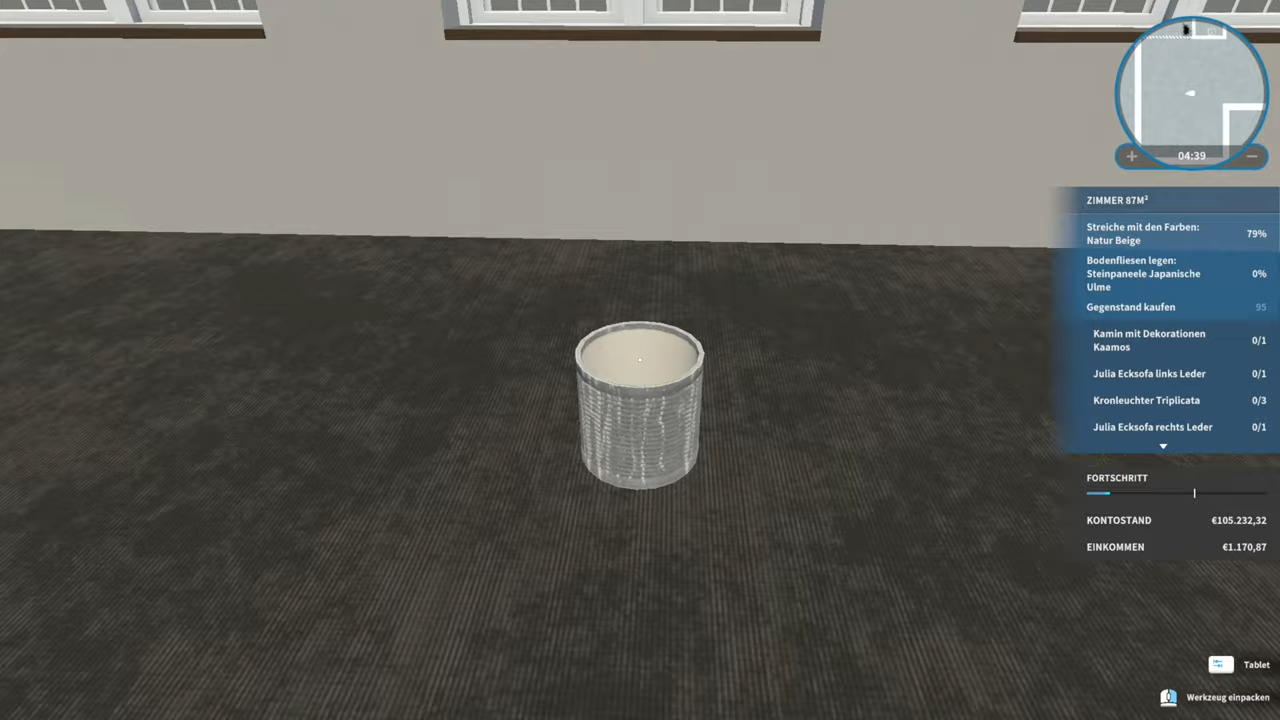 04:39
ZIMMER 87M²
Streiche mit den Farben:
Natur Beige
79%
Bodenfliesen legen:
Steinpaneele Japanische
Ulme
0%
Gegenstand kaufen
95
Kamin mit Dekorationen
Kaamos
0/1
Julia Ecksofa links Leder
0/1
Kronleuchter Triplicata
0/3
Julia Ecksofa rechts Leder
0/1
FORTSCHRITT
KONTOSTAND
€105.232,32
EINKOMMEN
€1.170,87
Tablet
Werkzeug einpacken